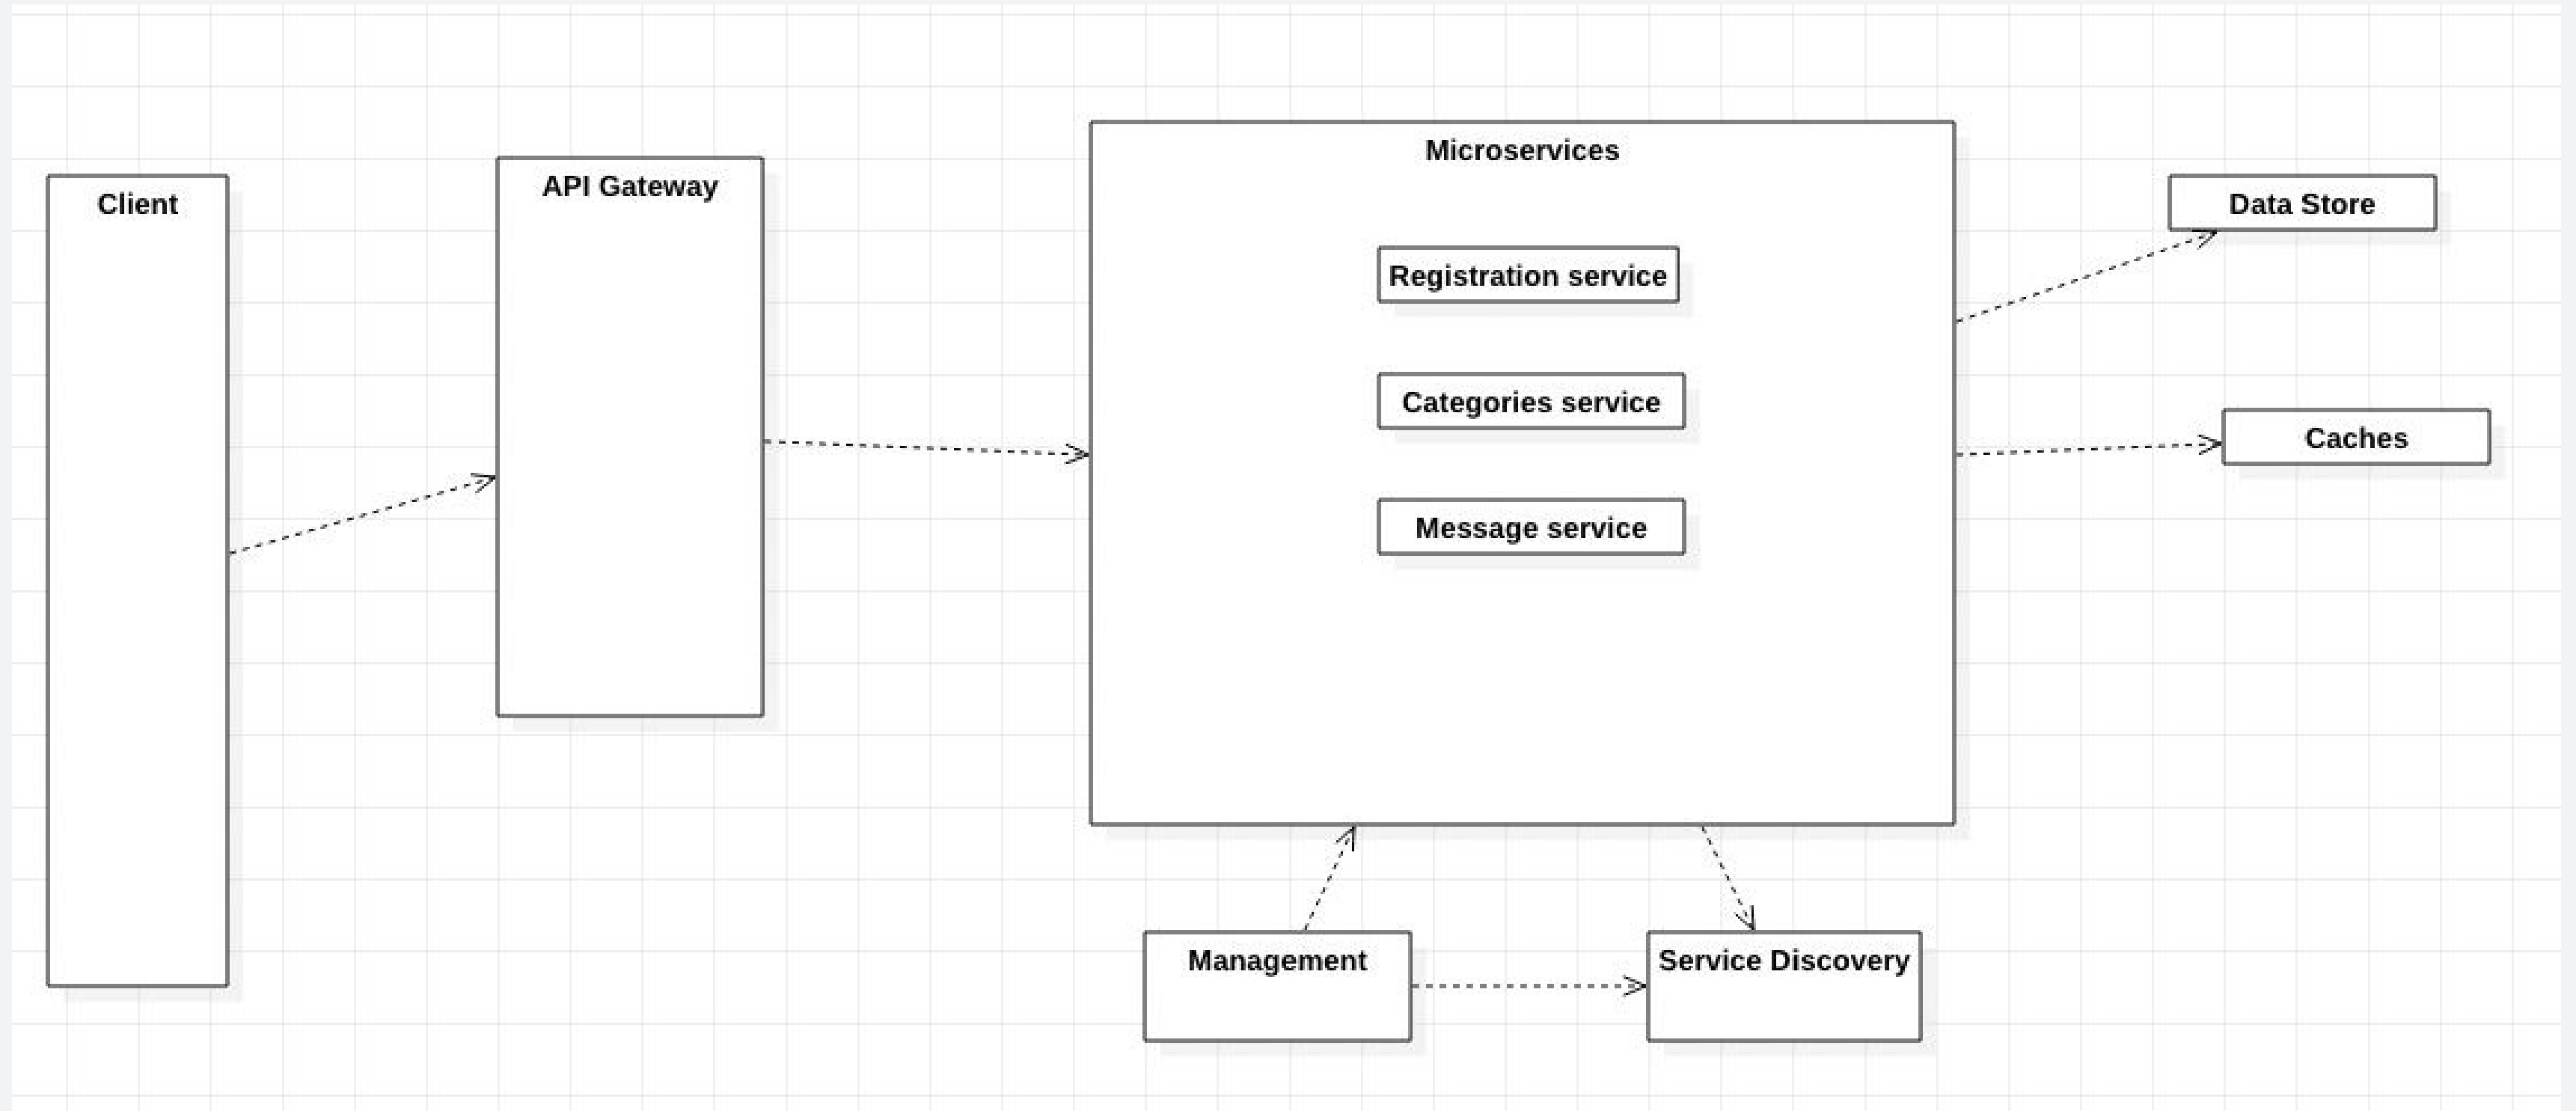 Client
API Gateway
Microservices
Registration service
Categories service
Message service
Data Store
Caches
Management
Service Discovery